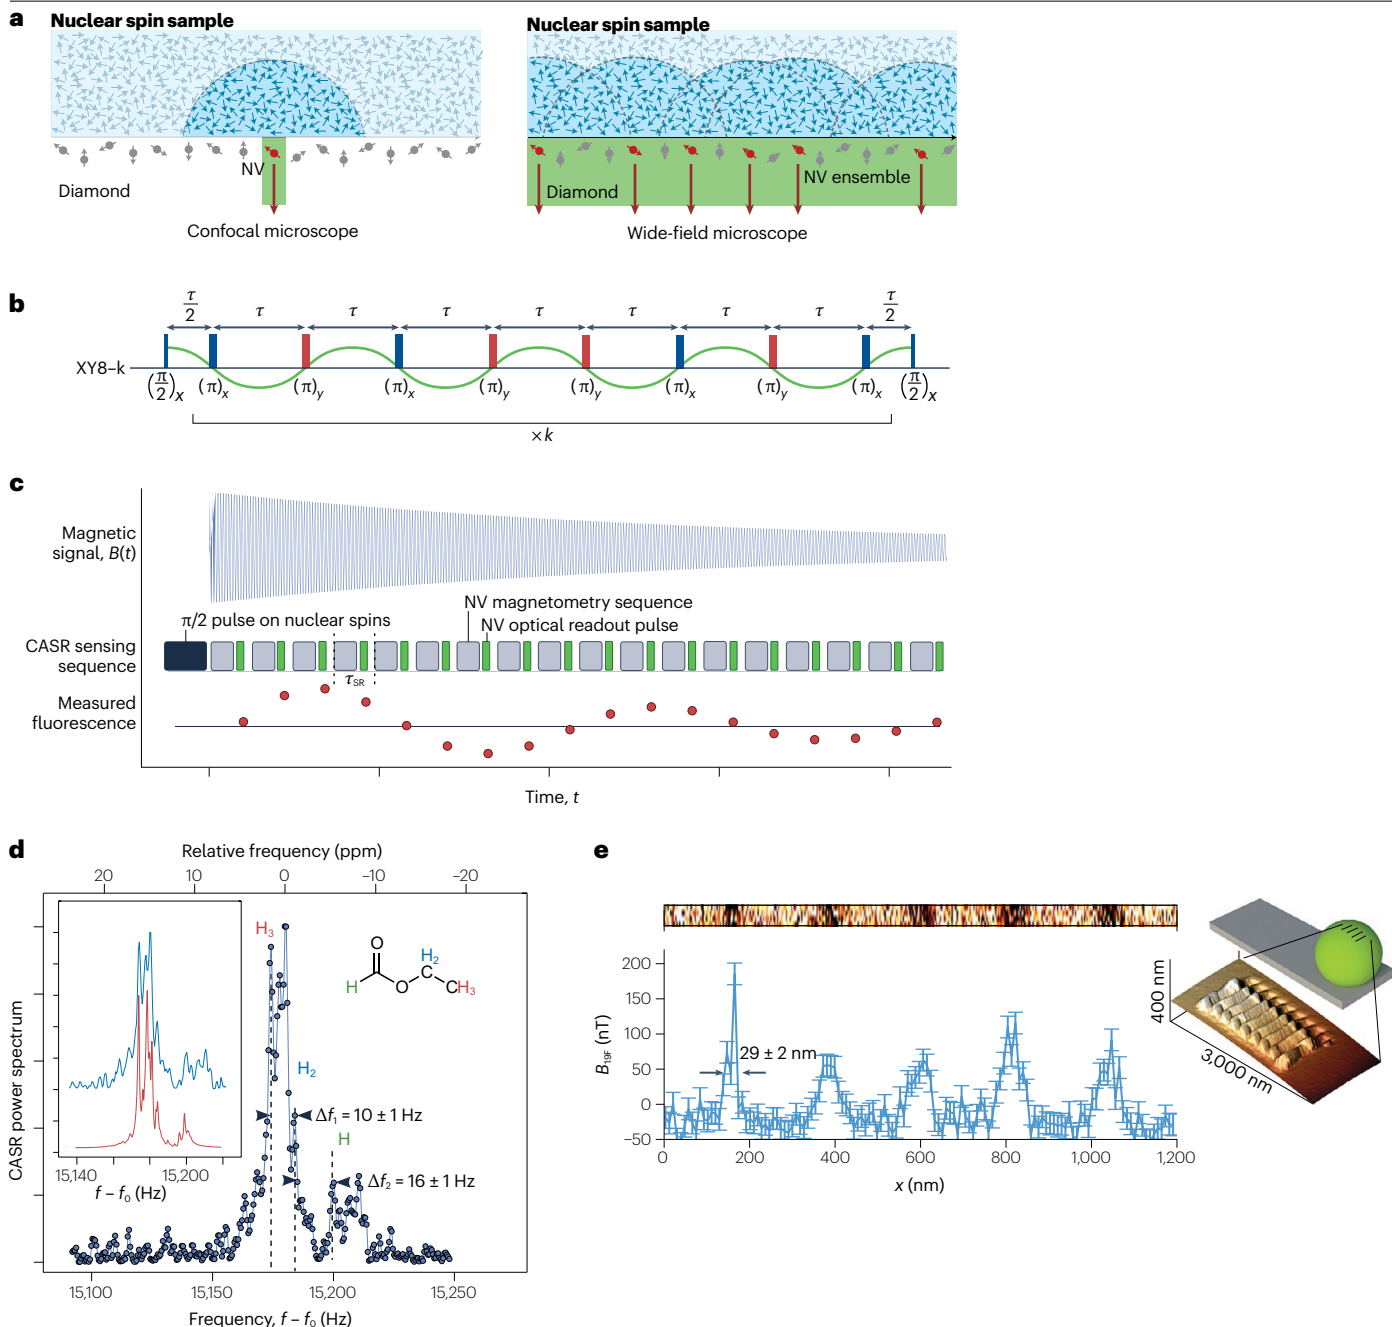 a
Nuclear spin sample
NV
Diamond
Confocal microscope
Nuclear spin sample
NV ensemble
Diamond
Wide-field microscope
b
τ/2 τ τ τ τ τ τ τ τ/2
XY8–k
(π/2)x (π)x (π)y (π)x (π)y (π)y (π)x (π)y (π)x (π/2)x
×k
c
Magnetic
signal, B(t)
NV magnetometry sequence
π/2 pulse on nuclear spins
NV optical readout pulse
CASR sensing
sequence
τSR
Measured
fluorescence
Time, t
d
Relative frequency (ppm)
20 10 0 –10 –20
CASR power spectrum
H3
O
H2
H
O
C
CH3
H2
Δf1 = 10 ± 1 Hz
H
Δf2 = 16 ± 1 Hz
15,140 15,200
f – f0 (Hz)
15,100 15,150 15,200 15,250
Frequency, f – f0 (Hz)
e
B19F (nT)
200
150
100
50
0
–50
29 ± 2 nm
0 200 400 600 800 1,000 1,200
x (nm)
400 nm
3,000 nm